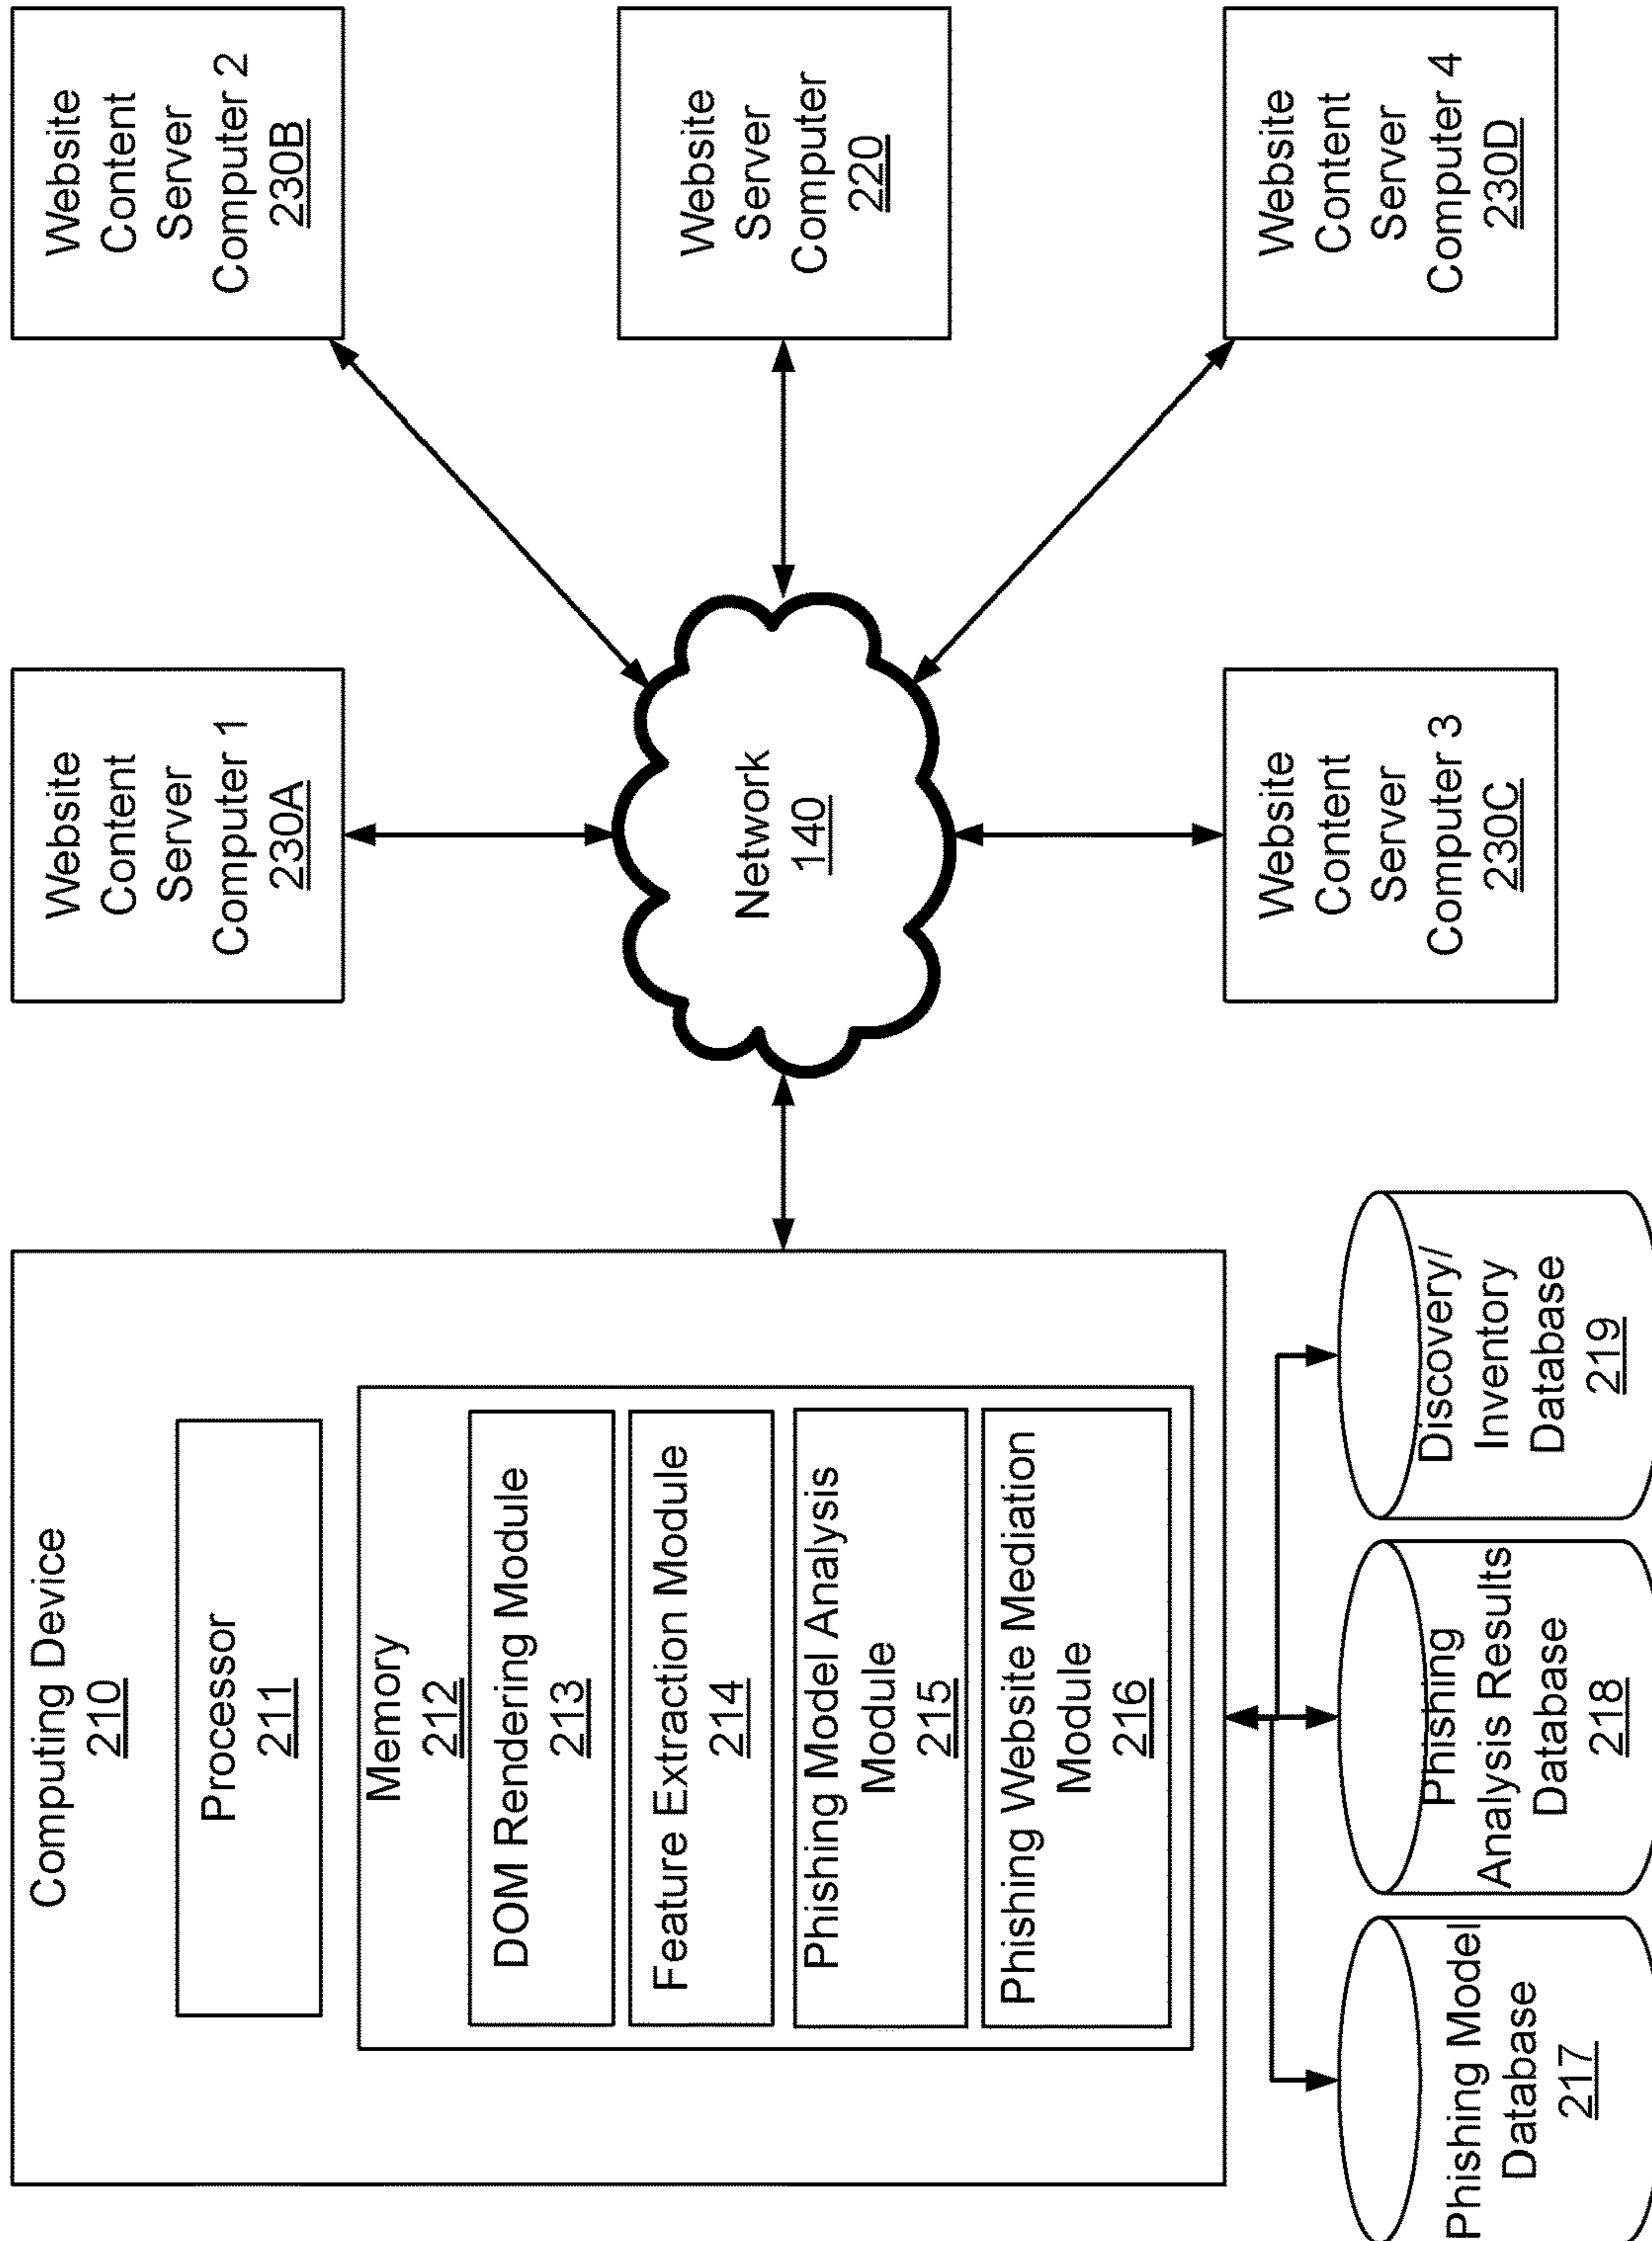 Computing Device
210
Processor
211
Memory
212
DOM Rendering Module
213
Feature Extraction Module
214
Phishing Model Analysis
Module
215
Phishing Website Mediation
Module
216
Phishing Model
Database
217
Phishing
Analysis Results
Database
218
Discovery/
Inventory
Database
219
Network
140
Website
Content
Server
Computer 1
230A
Website
Content
Server
Computer 2
230B
Website
Server
Computer
220
Website
Content
Server
Computer 3
230C
Website
Content
Server
Computer 4
230D